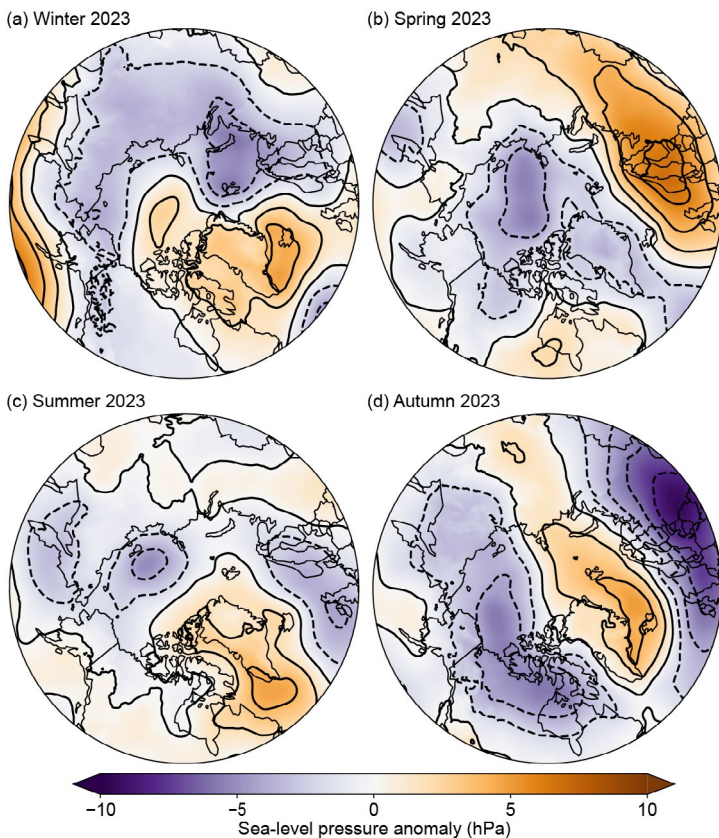 (a) Winter 2023
(b) Spring 2023
(c) Summer 2023
(d) Autumn 2023
−10 −5 0 5 10
Sea-level pressure anomaly (hPa)